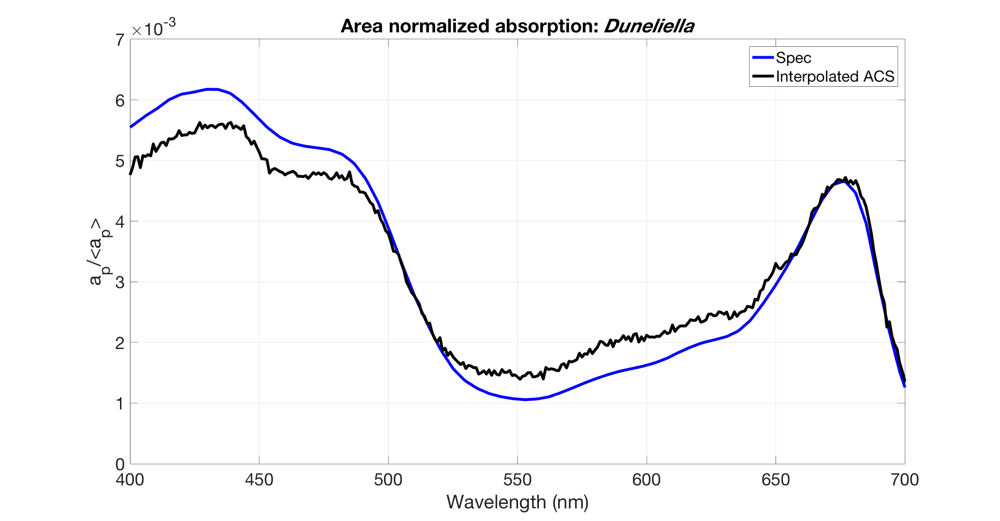 Area normalized absorption: Duneliella
×10-3
7
6
5
4
3
2
1
0
ap/<ap>
Spec
Interpolated ACS
400 450 500 550 600 650 700
Wavelength (nm)